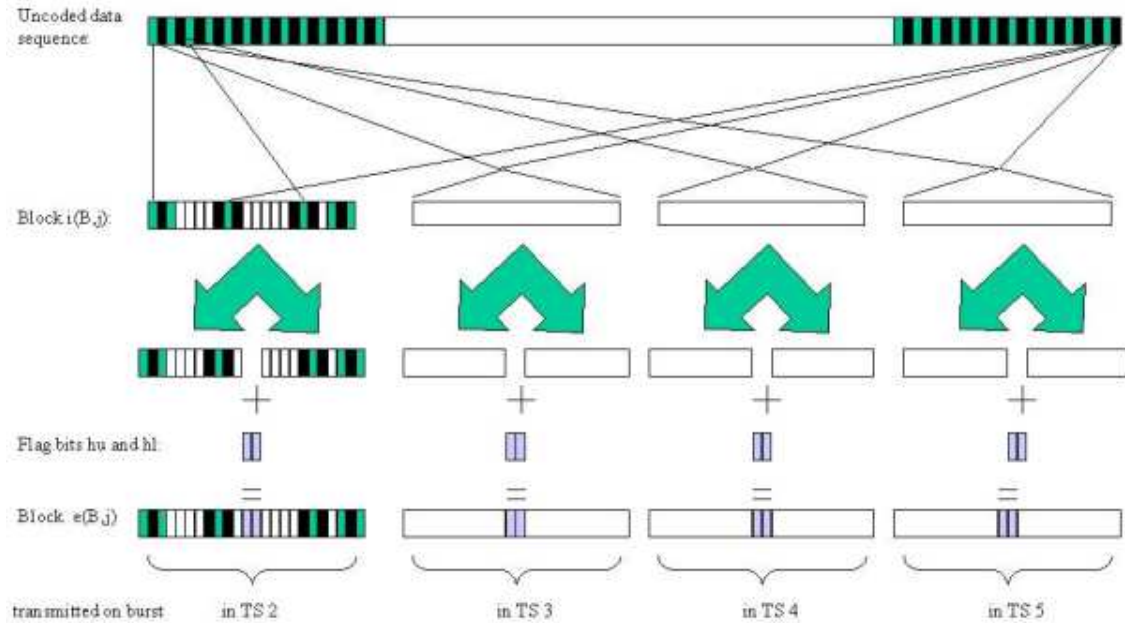 Uncoded data
sequence:
Block i(B,j):
+ + + +
Flag bits hu and hl:
= = = =
Block e(B,j)
transmitted on burst in TS 2 in TS 3 in TS 4 in TS 5